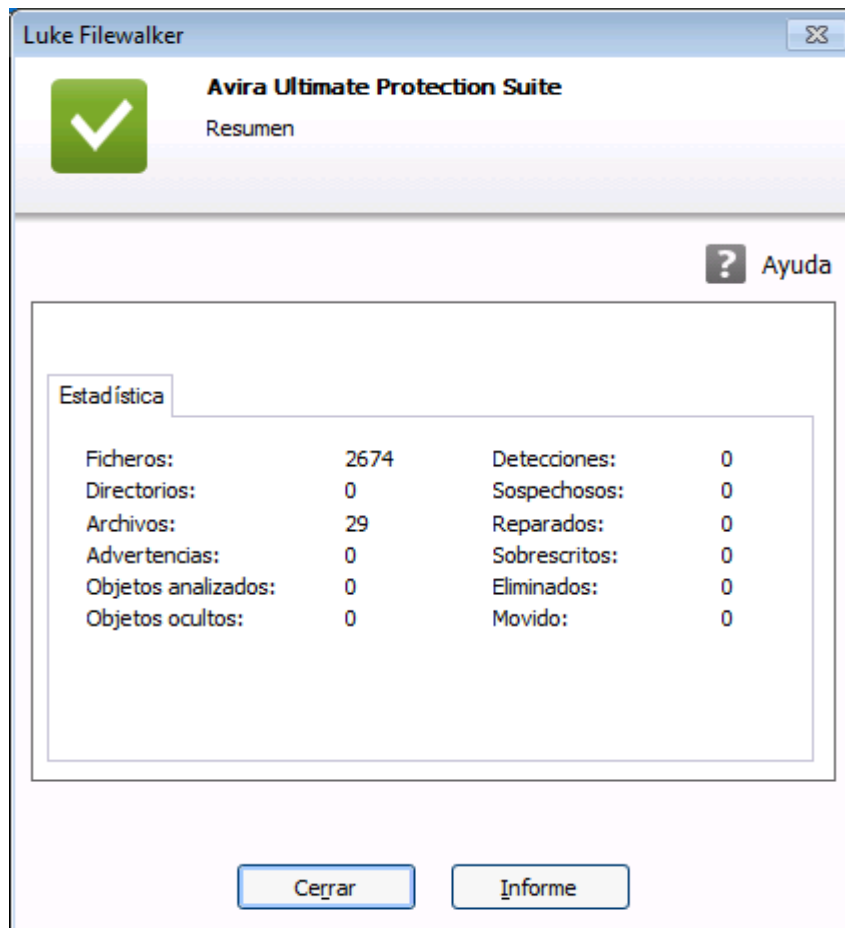 Luke Filewalker
Avira Ultimate Protection Suite
Resumen
? Ayuda
Estadística
Ficheros: 2674 Detecciones: 0
Directorios: 0 Sospechosos: 0
Archivos: 29 Reparados: 0
Advertencias: 0 Sobrescritos: 0
Objetos analizados: 0 Eliminados: 0
Objetos ocultos: 0 Movido: 0
Cerrar Informe